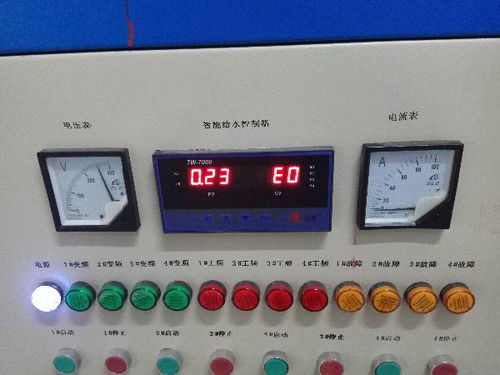 电压表 智能给水控制器 电流表
V
TW-7000
A
0.23 E0
PV SV
电源 1#变频 2#变频 3#变频 4#变频 1#工频 2#工频 3#工频 4#工频 1#故障 2#故障 3#故障 4#故障
1#启动 1#停止 2#启动 2#停止 3#启动 3#停止 4#启动 4#停止